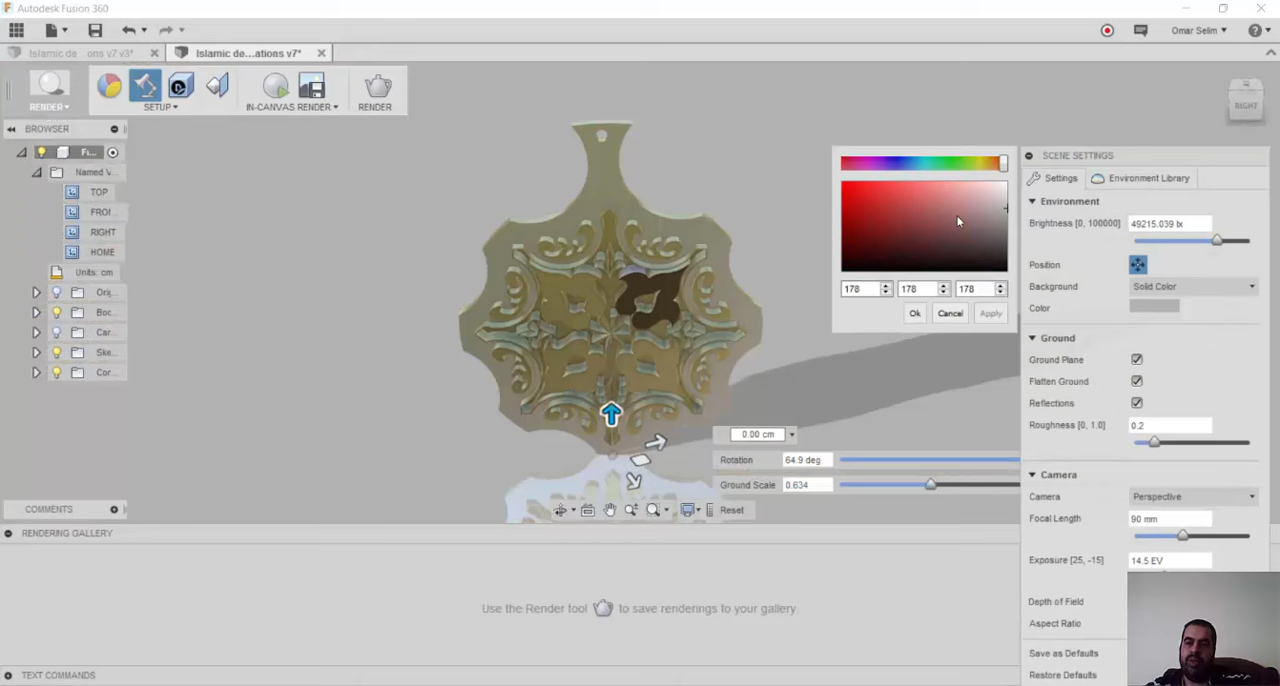 Autodesk Fusion 360
Omar Selim
Islamic de...ons v7 v3*
Islamic de...ations v7*
RENDER
SETUP
IN-CANVAS RENDER
RENDER
RIGHT
BROWSER
Fi...
Named V...
TOP
FROI
RIGHT
HOME
Units: cm
Orig...
Boc...
Car...
Ske...
Cor...
COMMENTS
178 178 178
Ok Cancel Apply
0.00 cm
Rotation 64.9 deg
Ground Scale 0.634
Reset
SCENE SETTINGS
Settings Environment Library
Environment
Brightness [0, 100000] 49215.039 lx
Position
Background Solid Color
Color
Ground
Ground Plane
Flatten Ground
Reflections
Roughness [0, 1.0] 0.2
Camera
Camera Perspective
Focal Length 90 mm
Exposure [25, -15] 14.5 EV
Depth of Field
Aspect Ratio
Save as Defaults
Restore Defaults
RENDERING GALLERY
Use the Render tool to save renderings to your gallery.
TEXT COMMANDS